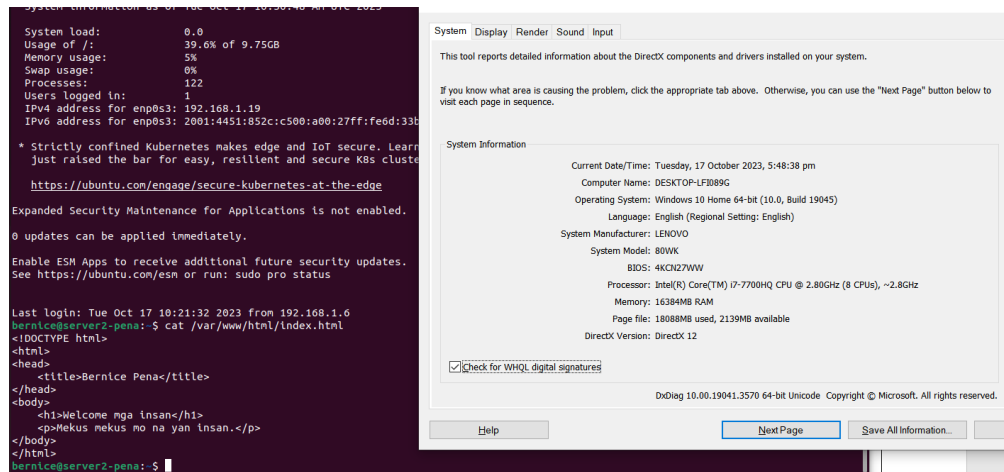 System information as of Tue Oct 17 10:50:48 AM UTC 2023
System load: 0.0
Usage of /: 39.6% of 9.75GB
Memory usage: 5%
Swap usage: 0%
Processes: 122
Users logged in: 1
IPv4 address for enp0s3: 192.168.1.19
IPv6 address for enp0s3: 2001:4451:852c:c500:a00:27ff:fe6d:33b
* Strictly confined Kubernetes makes edge and IoT secure. Learn
just raised the bar for easy, resilient and secure K8s cluste
https://ubuntu.com/engage/secure-kubernetes-at-the-edge
Expanded Security Maintenance for Applications is not enabled.
0 updates can be applied immediately.
Enable ESM Apps to receive additional future security updates.
See https://ubuntu.com/esm or run: sudo pro status
Last login: Tue Oct 17 10:21:32 2023 from 192.168.1.6
bernice@server2-pena:~$ cat /var/www/html/index.html
<!DOCTYPE html>
<html>
<head>
<title>Bernice Pena</title>
</head>
<body>
<h1>Welcome mga insan</h1>
<p>Mekus mekus mo na yan insan.</p>
</body>
</html>
bernice@server2-pena:~$
System Display Render Sound Input
This tool reports detailed information about the DirectX components and drivers installed on your system.
If you know what area is causing the problem, click the appropriate tab above. Otherwise, you can use the "Next Page" button below to
visit each page in sequence.
System Information
Current Date/Time: Tuesday, 17 October 2023, 5:48:38 pm
Computer Name: DESKTOP-LFI089G
Operating System: Windows 10 Home 64-bit (10.0, Build 19045)
Language: English (Regional Setting: English)
System Manufacturer: LENOVO
System Model: 80WK
BIOS: 4KCN27WW
Processor: Intel(R) Core(TM) i7-7700HQ CPU @ 2.80GHz (8 CPUs), ~2.8GHz
Memory: 16384MB RAM
Page file: 18088MB used, 2139MB available
DirectX Version: DirectX 12
Check for WHQL digital signatures
DxDiag 10.00.19041.3570 64-bit Unicode Copyright © Microsoft. All rights reserved.
Help
Next Page
Save All Information...